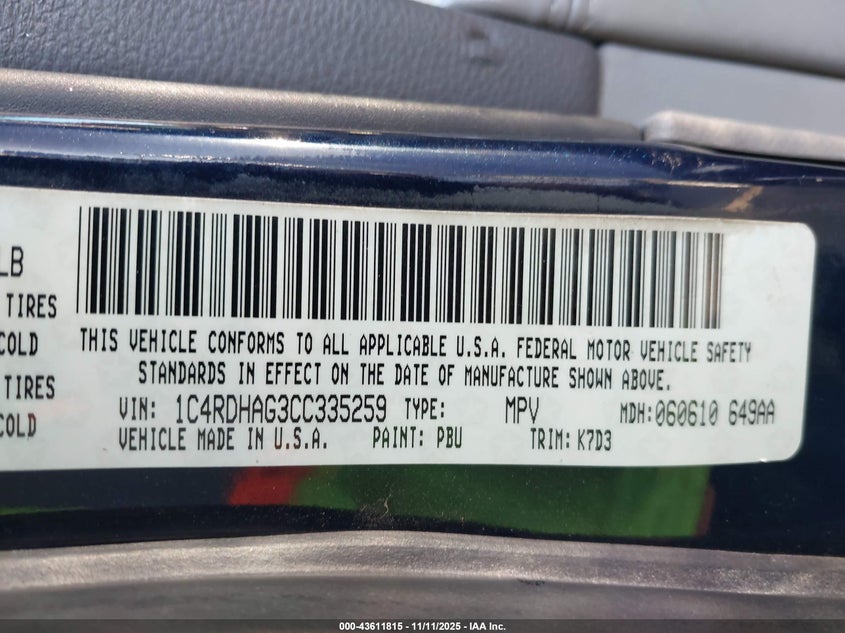 LB
TIRES
COLD
TIRES
COLD
THIS VEHICLE CONFORMS TO ALL APPLICABLE U.S.A. FEDERAL MOTOR VEHICLE SAFETY
STANDARDS IN EFFECT ON THE DATE OF MANUFACTURE SHOWN ABOVE.
VIN: 1C4RDHAG3CC335259 TYPE: MPV MDH:060610 649AA
VEHICLE MADE IN U.S.A. PAINT: PBU TRIM: K7D3
000-43611815 - 11/11/2025 - IAA Inc.